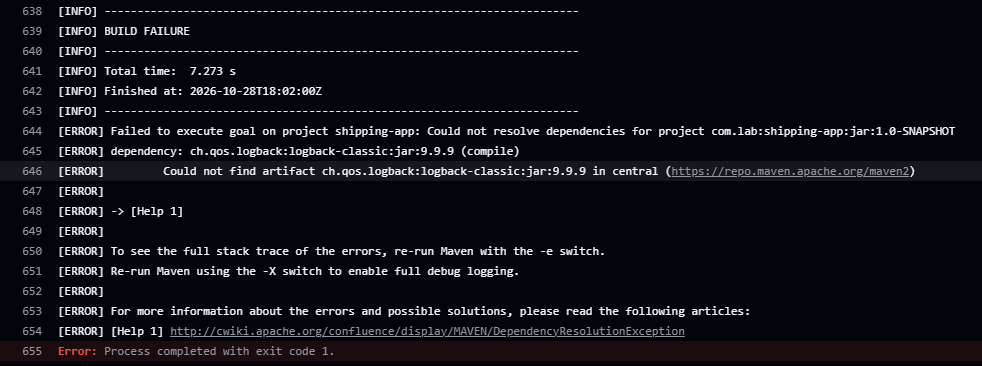 638 [INFO] ------------------------------------------------------------------------
639 [INFO] BUILD FAILURE
640 [INFO] ------------------------------------------------------------------------
641 [INFO] Total time:  7.273 s
642 [INFO] Finished at: 2026-10-28T18:02:00Z
643 [INFO] ------------------------------------------------------------------------
644 [ERROR] Failed to execute goal on project shipping-app: Could not resolve dependencies for project com.lab:shipping-app:jar:1.0-SNAPSHOT
645 [ERROR] dependency: ch.qos.logback:logback-classic:jar:9.9.9 (compile)
646 [ERROR]         Could not find artifact ch.qos.logback:logback-classic:jar:9.9.9 in central (https://repo.maven.apache.org/maven2)
647 [ERROR]
648 [ERROR] -> [Help 1]
649 [ERROR]
650 [ERROR] To see the full stack trace of the errors, re-run Maven with the -e switch.
651 [ERROR] Re-run Maven using the -X switch to enable full debug logging.
652 [ERROR]
653 [ERROR] For more information about the errors and possible solutions, please read the following articles:
654 [ERROR] [Help 1] http://cwiki.apache.org/confluence/display/MAVEN/DependencyResolutionException
655 Error: Process completed with exit code 1.